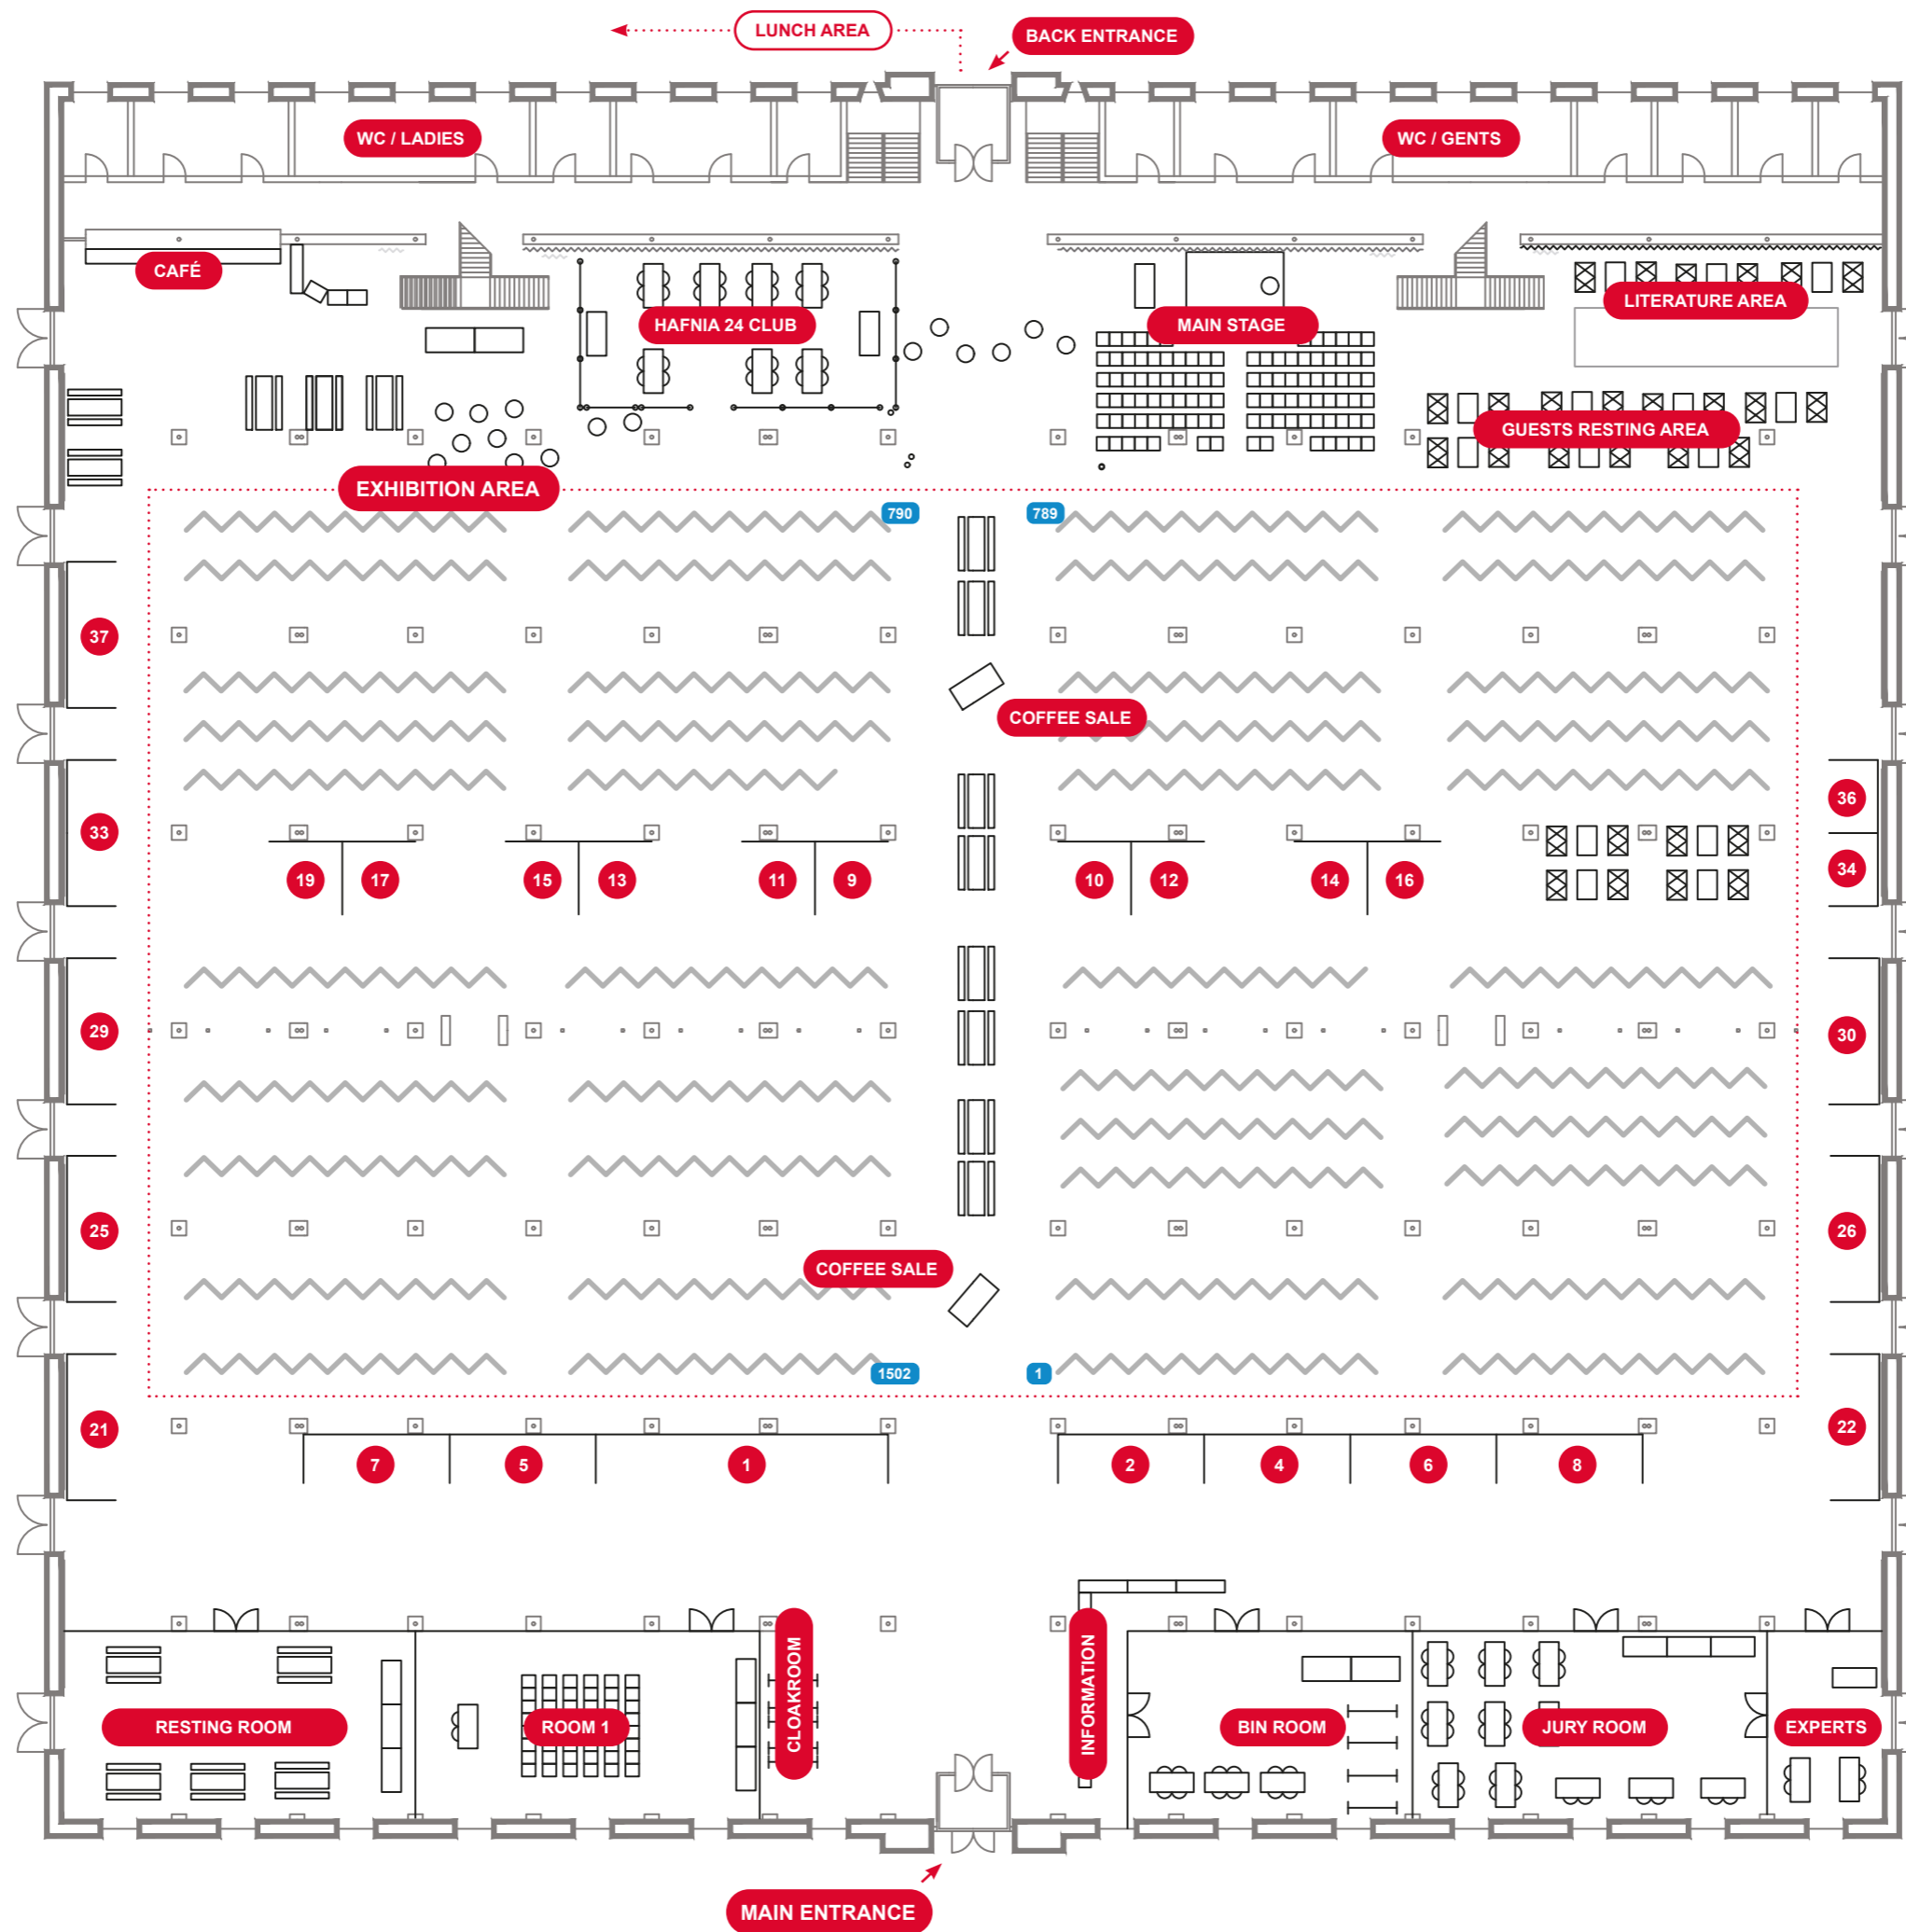 LUNCH AREA
BACK ENTRANCE
WC / LADIES
WC / GENTS
CAFÉ
HAFNIA 24 CLUB
MAIN STAGE
LITERATURE AREA
GUESTS RESTING AREA
EXHIBITION AREA
790
789
37
COFFEE SALE
33
36
34
19
17
15
13
11
9
10
12
14
16
29
30
25
26
COFFEE SALE
1502
1
21
22
7
5
1
2
4
6
8
CLOAKROOM
INFORMATION
RESTING ROOM
ROOM 1
BIN ROOM
JURY ROOM
EXPERTS
MAIN ENTRANCE